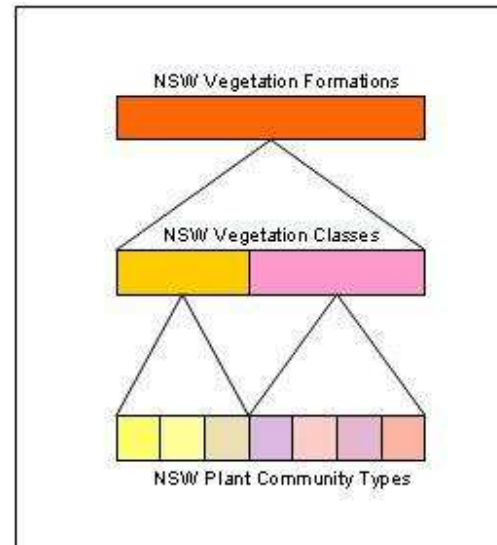 NSW Vegetation Formations
NSW Vegetation Classes
NSW Plant Community Types